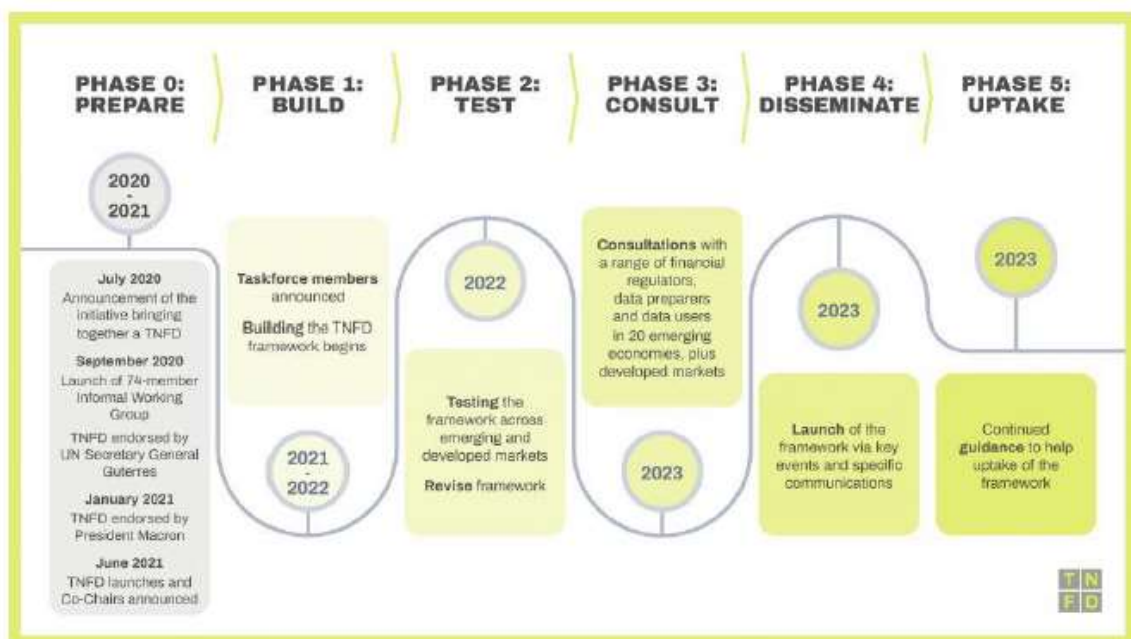 PHASE 0:
PREPARE
PHASE 1:
BUILD
PHASE 2:
TEST
PHASE 3:
CONSULT
PHASE 4:
DISSEMINATE
PHASE 5:
UPTAKE
2020
-
2021
July 2020
Announcement of the
initiative bringing
together a TNFD
September 2020
Launch of 74-member
Informal Working
Group
TNFD endorsed by
UN Secretary General
Guterres
January 2021
TNFD endorsed by
President Macron
June 2021
TNFD launches and
Co-Chairs announced
Taskforce members
announced
Building the TNFD
framework begins
2021
-
2022
2022
Testing the
framework across
emerging and
developed markets
Revise framework
Consultations with
a range of financial
regulators,
data preparers
and data users
in 20 emerging
economies, plus
developed markets
2023
2023
Launch of the
framework via key
events and specific
communications
2023
Continued
guidance to help
uptake of the
framework
T N
F D